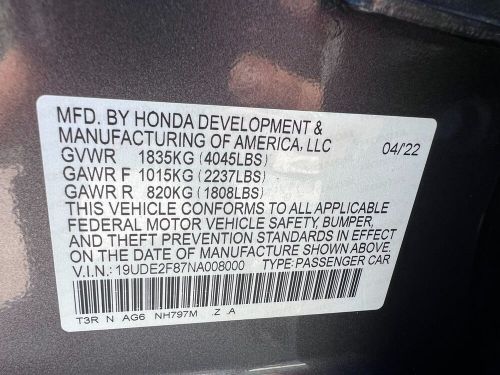 MFD. BY HONDA DEVELOPMENT &
MANUFACTURING OF AMERICA, LLC
04/'22
GVWR 1835KG (4045LBS)
GAWR F 1015KG (2237LBS)
GAWR R 820KG (1808LBS)
THIS VEHICLE CONFORMS TO ALL APPLICABLE
FEDERAL MOTOR VEHICLE SAFETY, BUMPER,
AND THEFT PREVENTION STANDARDS IN EFFECT
ON THE DATE OF MANUFACTURE SHOWN ABOVE.
V.I.N.: 19UDE2F87NA008000 TYPE: PASSENGER CAR
T3R N AG6 NH797M .Z .A